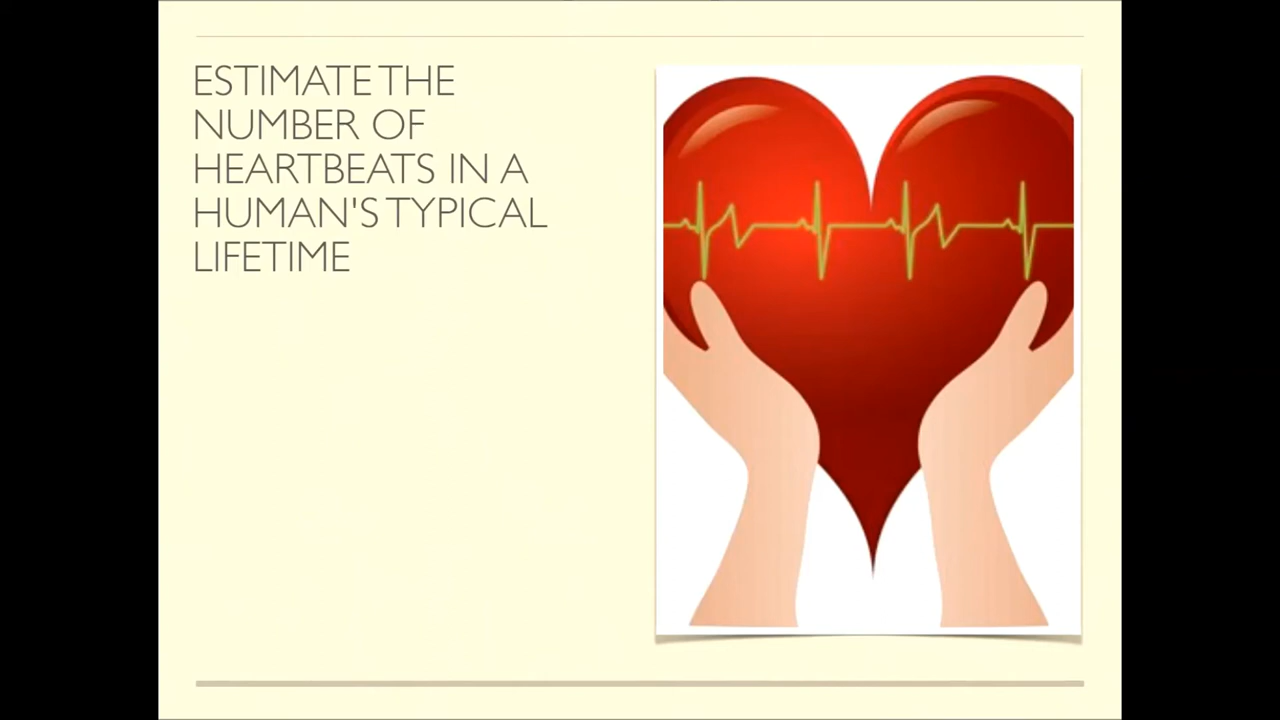 ESTIMATE THE
NUMBER OF
HEARTBEATS IN A
HUMAN'S TYPICAL
LIFETIME